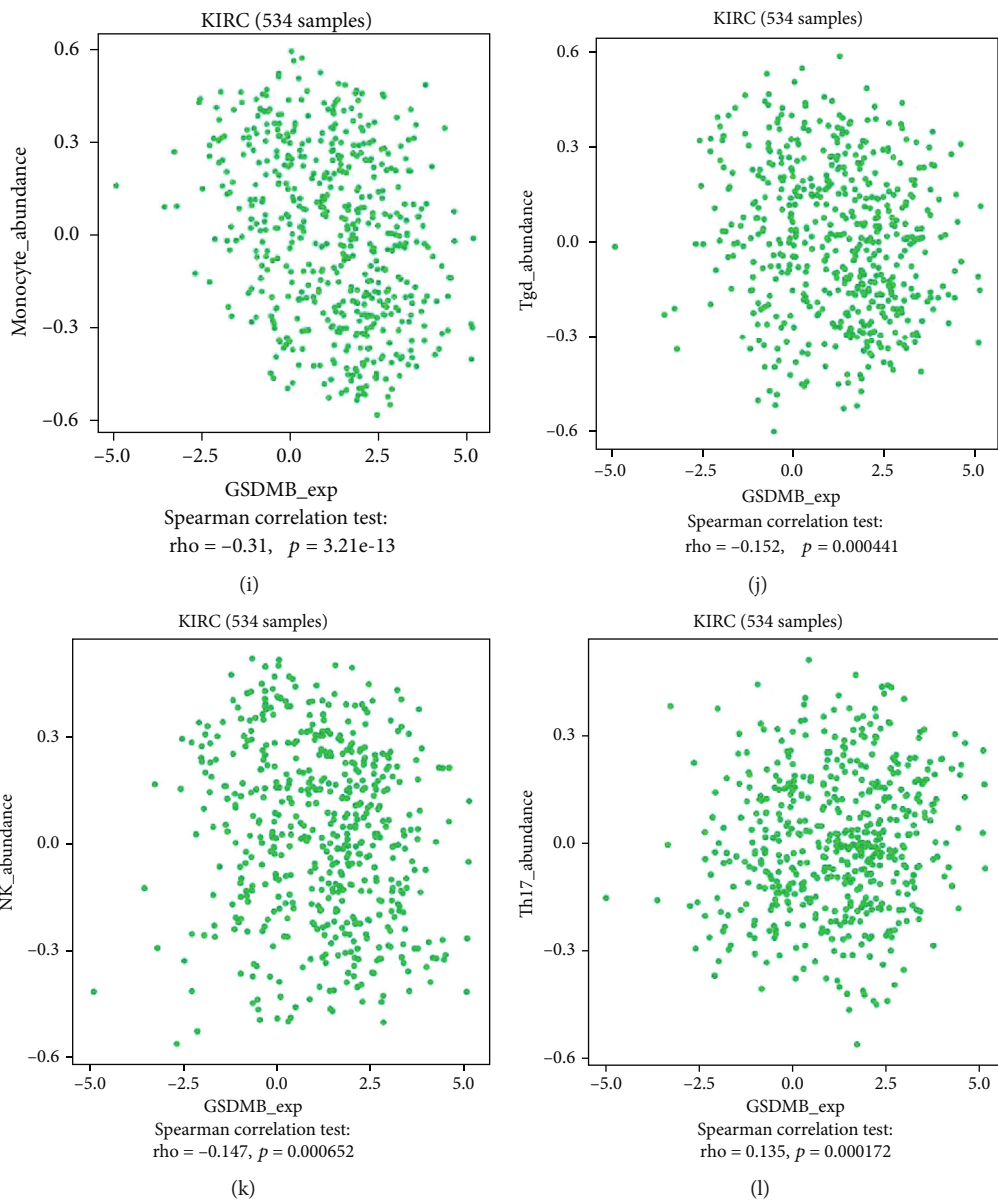 KIRC (534 samples)
Monocyte_abundance
0.6
0.3
0.0
−0.3
−0.6
−5.0 −2.5 0.0 2.5 5.0
GSDMB_exp
Spearman correlation test:
rho = −0.31, p = 3.21e-13
(i)
KIRC (534 samples)
Tgd_abundance
0.6
0.3
0.0
−0.3
−0.6
−5.0 −2.5 0.0 2.5 5.0
GSDMB_exp
Spearman correlation test:
rho = −0.152, p = 0.000441
(j)
KIRC (534 samples)
NK_abundance
0.3
0.0
−0.3
−0.6
−5.0 −2.5 0.0 2.5 5.0
GSDMB_exp
Spearman correlation test:
rho = −0.147, p = 0.000652
(k)
KIRC (534 samples)
Th17_abundance
0.3
0.0
−0.3
−0.6
−5.0 −2.5 0.0 2.5 5.0
GSDMB_exp
Spearman correlation test:
rho = 0.135, p = 0.000172
(l)